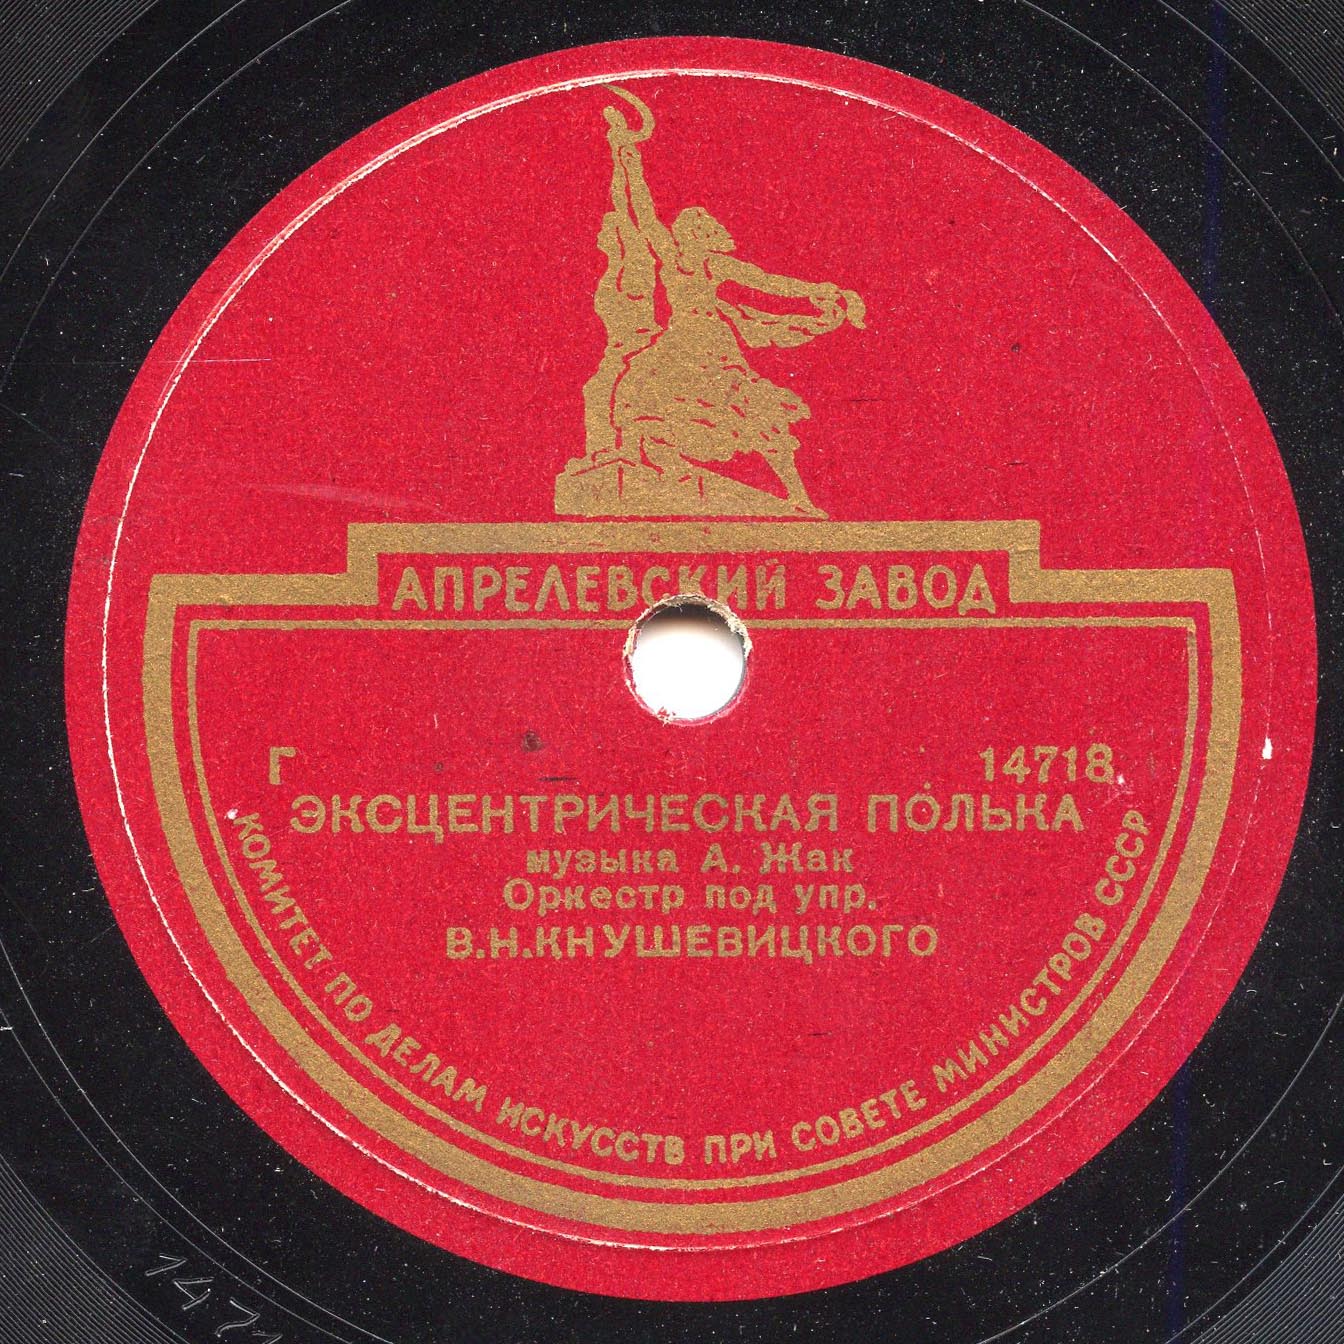 АПРЕЛЕВСКИЙ ЗАВОД
Г 14718
ЭКСЦЕНТРИЧЕСКАЯ ПОЛЬКА
музыка А. Жак
Оркестр под упр.
В.Н.КНУШЕВИЦКОГО
КОМИТЕТ ПО ДЕЛАМ ИСКУССТВ ПРИ СОВЕТЕ МИНИСТРОВ СССР
1471